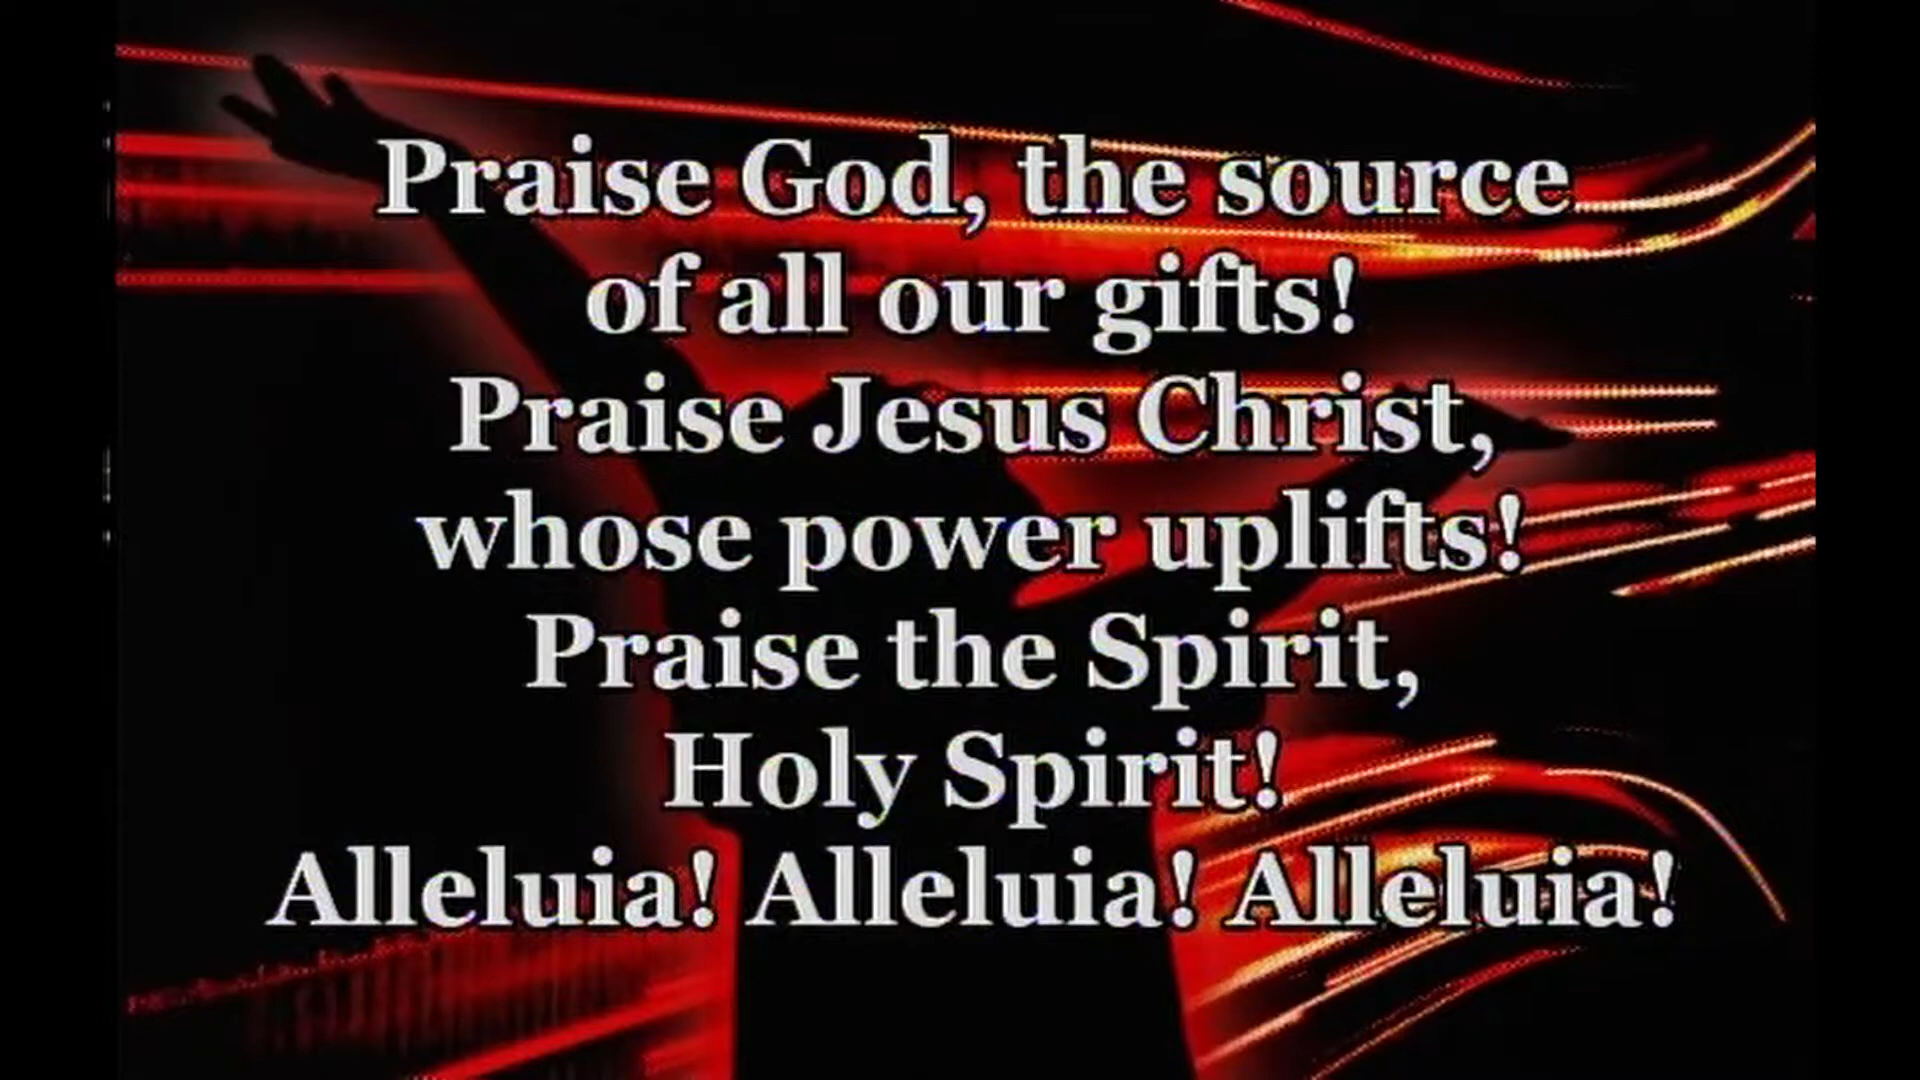 Praise God, the source
of all our gifts!
Praise Jesus Christ,
whose power uplifts!
Praise the Spirit,
Holy Spirit!
Alleluia! Alleluia! Alleluia!